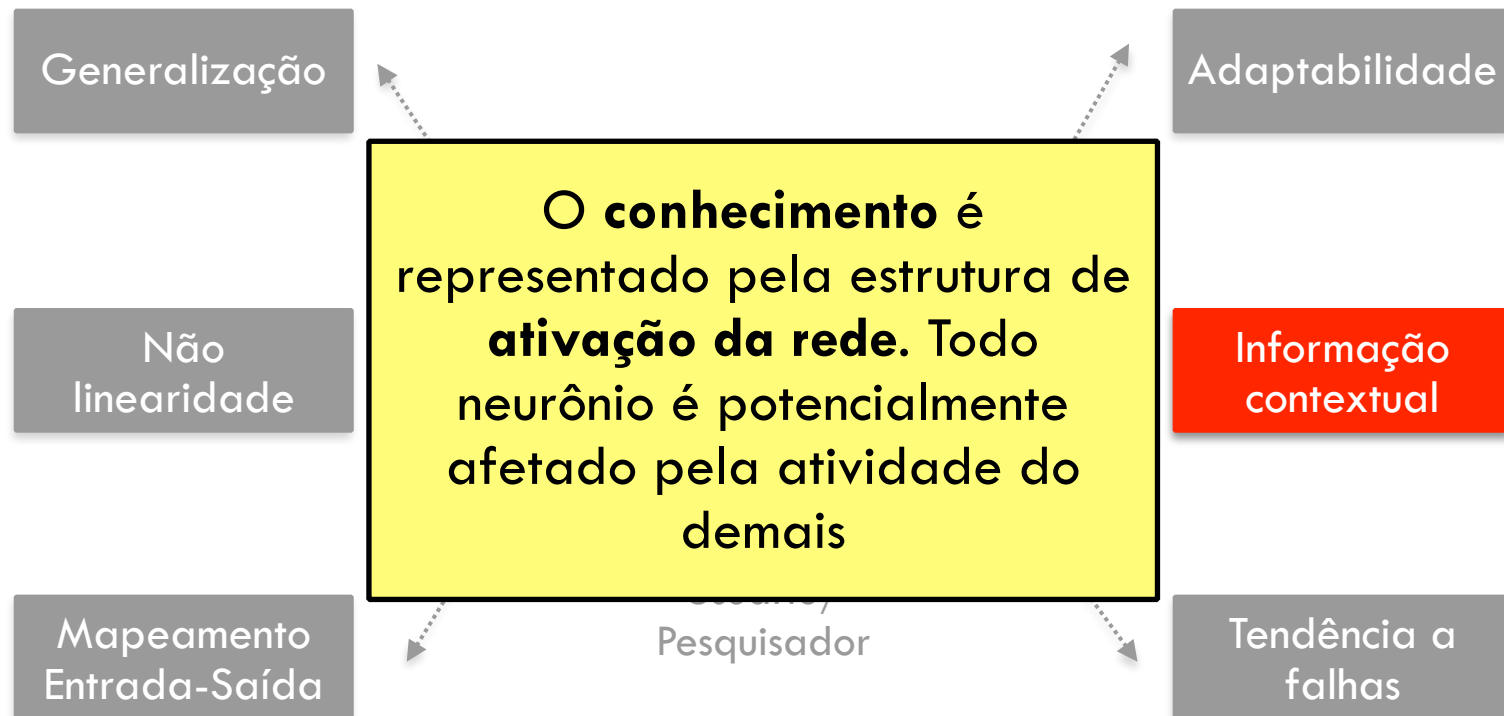 Generalização
Adaptabilidade
O conhecimento é
representado pela estrutura de
ativação da rede. Todo
neurônio é potencialmente
afetado pela atividade do
demais
Não
linearidade
Informação
contextual
Mapeamento
Entrada-Saída
Pesquisador
Tendência a
falhas